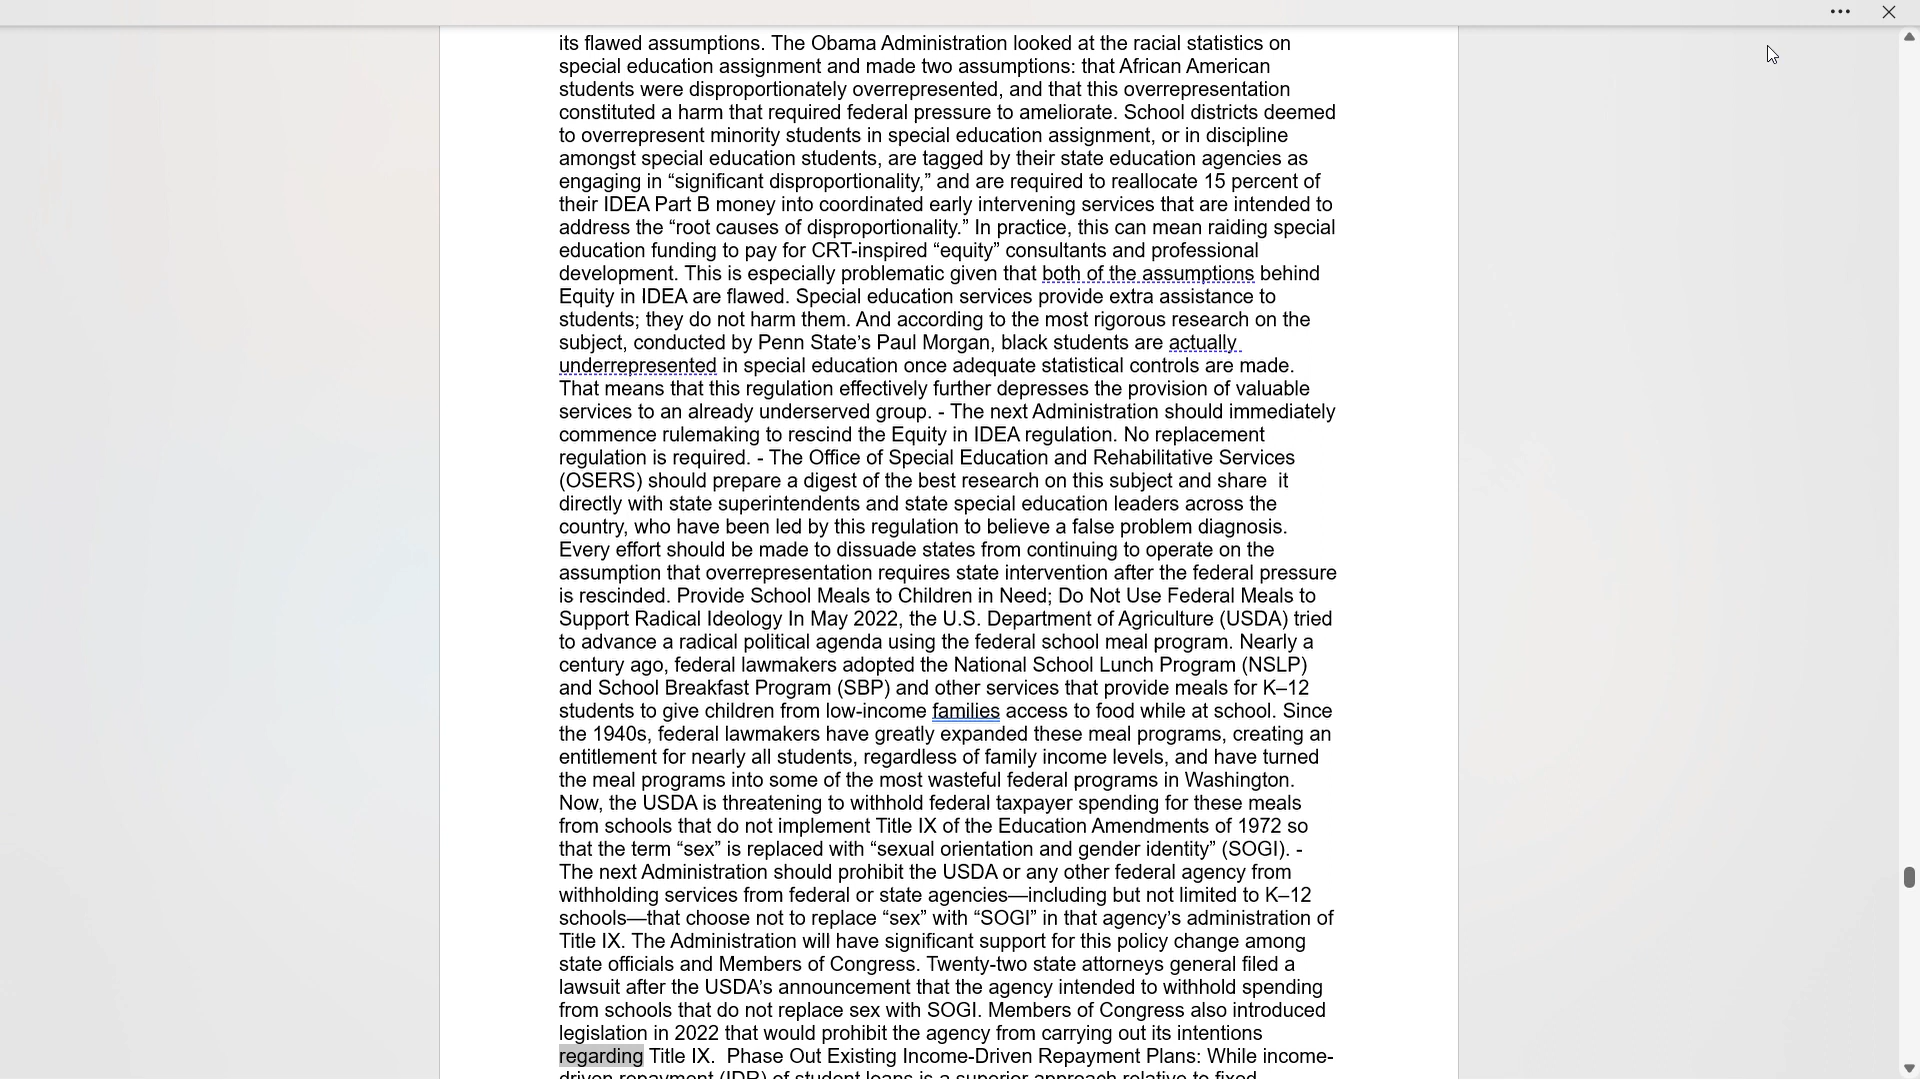 its flawed assumptions. The Obama Administration looked at the racial statistics on
special education assignment and made two assumptions: that African American
students were disproportionately overrepresented, and that this overrepresentation
constituted a harm that required federal pressure to ameliorate. School districts deemed
to overrepresent minority students in special education assignment, or in discipline
amongst special education students, are tagged by their state education agencies as
engaging in “significant disproportionality,” and are required to reallocate 15 percent of
their IDEA Part B money into coordinated early intervening services that are intended to
address the “root causes of disproportionality.” In practice, this can mean raiding special
education funding to pay for CRT-inspired “equity” consultants and professional
development. This is especially problematic given that both of the assumptions behind
Equity in IDEA are flawed. Special education services provide extra assistance to
students; they do not harm them. And according to the most rigorous research on the
subject, conducted by Penn State’s Paul Morgan, black students are actually
underrepresented in special education once adequate statistical controls are made.
That means that this regulation effectively further depresses the provision of valuable
services to an already underserved group. - The next Administration should immediately
commence rulemaking to rescind the Equity in IDEA regulation. No replacement
regulation is required. - The Office of Special Education and Rehabilitative Services
(OSERS) should prepare a digest of the best research on this subject and share  it
directly with state superintendents and state special education leaders across the
country, who have been led by this regulation to believe a false problem diagnosis.
Every effort should be made to dissuade states from continuing to operate on the
assumption that overrepresentation requires state intervention after the federal pressure
is rescinded. Provide School Meals to Children in Need; Do Not Use Federal Meals to
Support Radical Ideology In May 2022, the U.S. Department of Agriculture (USDA) tried
to advance a radical political agenda using the federal school meal program. Nearly a
century ago, federal lawmakers adopted the National School Lunch Program (NSLP)
and School Breakfast Program (SBP) and other services that provide meals for K–12
students to give children from low-income families access to food while at school. Since
the 1940s, federal lawmakers have greatly expanded these meal programs, creating an
entitlement for nearly all students, regardless of family income levels, and have turned
the meal programs into some of the most wasteful federal programs in Washington.
Now, the USDA is threatening to withhold federal taxpayer spending for these meals
from schools that do not implement Title IX of the Education Amendments of 1972 so
that the term “sex” is replaced with “sexual orientation and gender identity” (SOGI). -
The next Administration should prohibit the USDA or any other federal agency from
withholding services from federal or state agencies—including but not limited to K–12
schools—that choose not to replace “sex” with “SOGI” in that agency’s administration of
Title IX. The Administration will have significant support for this policy change among
state officials and Members of Congress. Twenty-two state attorneys general filed a
lawsuit after the USDA’s announcement that the agency intended to withhold spending
from schools that do not replace sex with SOGI. Members of Congress also introduced
legislation in 2022 that would prohibit the agency from carrying out its intentions
regarding Title IX.  Phase Out Existing Income-Driven Repayment Plans: While income-
driven repayment (IDR) of student loans is a superior approach relative to fixed